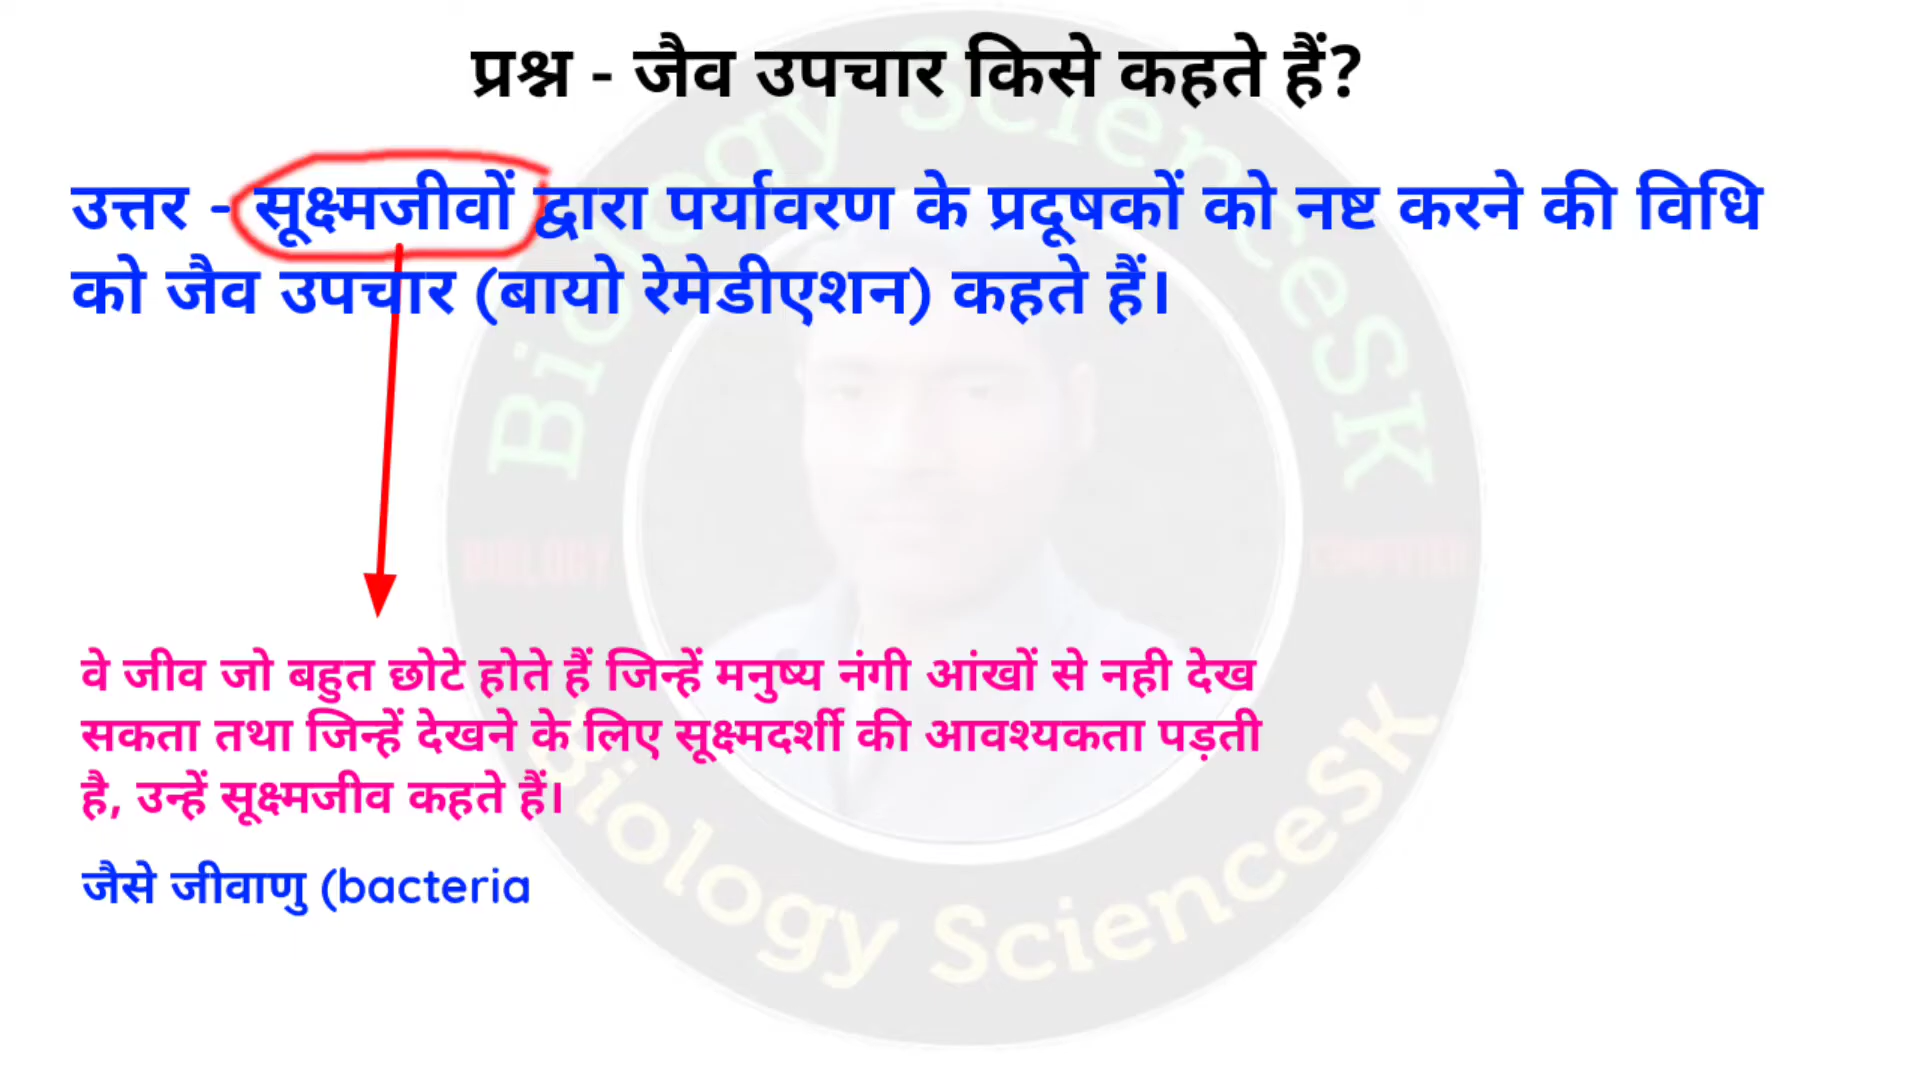 प्रश्न - जैव उपचार किसे कहते हैं?
उत्तर - सूक्ष्मजीवों द्वारा पर्यावरण के प्रदूषकों को नष्ट करने की विधि
को जैव उपचार (बायो रेमेडीएशन) कहते हैं।
वे जीव जो बहुत छोटे होते हैं जिन्हें मनुष्य नंगी आंखों से नही देख
सकता तथा जिन्हें देखने के लिए सूक्ष्मदर्शी की आवश्यकता पड़ती
है, उन्हें सूक्ष्मजीव कहते हैं।
जैसे जीवाणु (bacteria
Biology ScienceSK
BIOLOGY
Biology ScienceSK